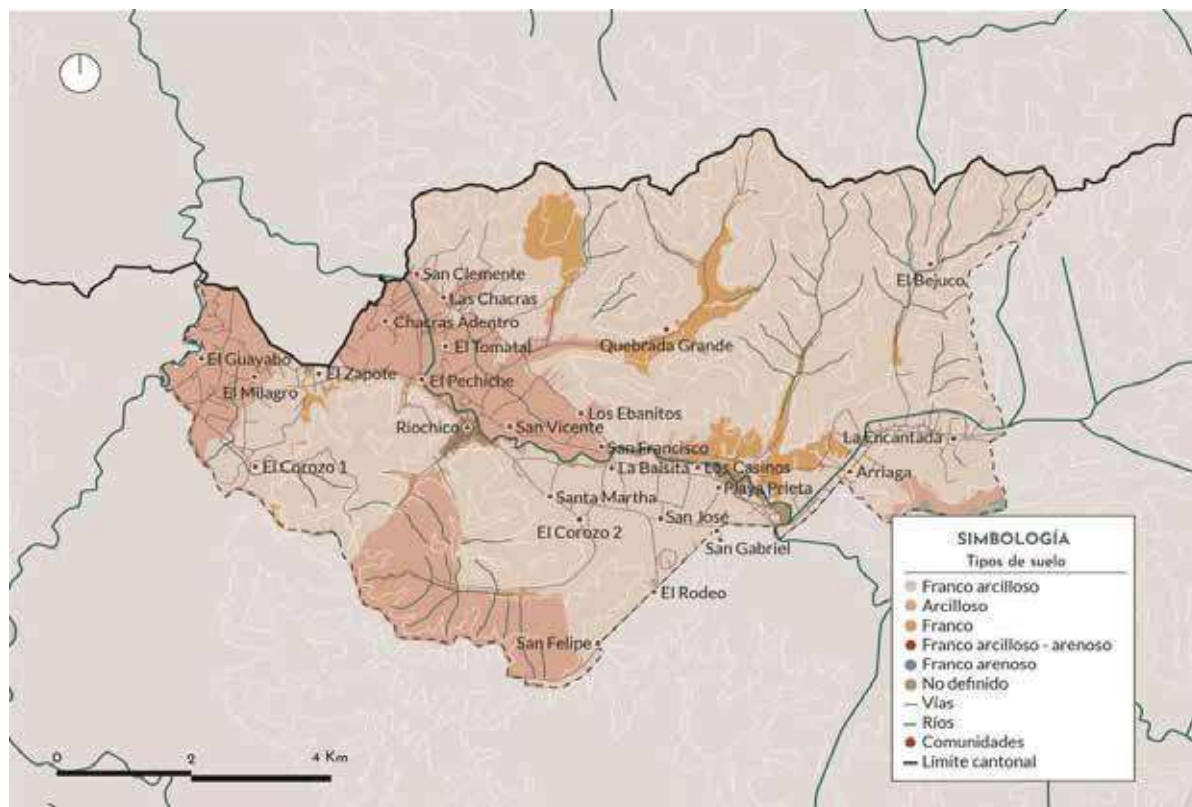 San Clemente
Las Chacras
Chacras Adentro
El Tomatal
El Bejuco
Quebrada Grande
El Guayabo
El Zapote
El Pechiche
El Milagro
Los Ebanitos
Riochico
San Vicente
La Encantada
San Francisco
El Corozo 1
La Balsita
Los Casinos
Arriaga
Playa Prieta
Santa Martha
San José
El Corozo 2
San Gabriel
El Rodeo
San Felipe
SIMBOLOGÍA
Tipos de suelo
Franco arcilloso
Arcilloso
Franco
Franco arcilloso - arenoso
Franco arenoso
No definido
Vías
Ríos
Comunidades
Límite cantonal
0 2 4 Km